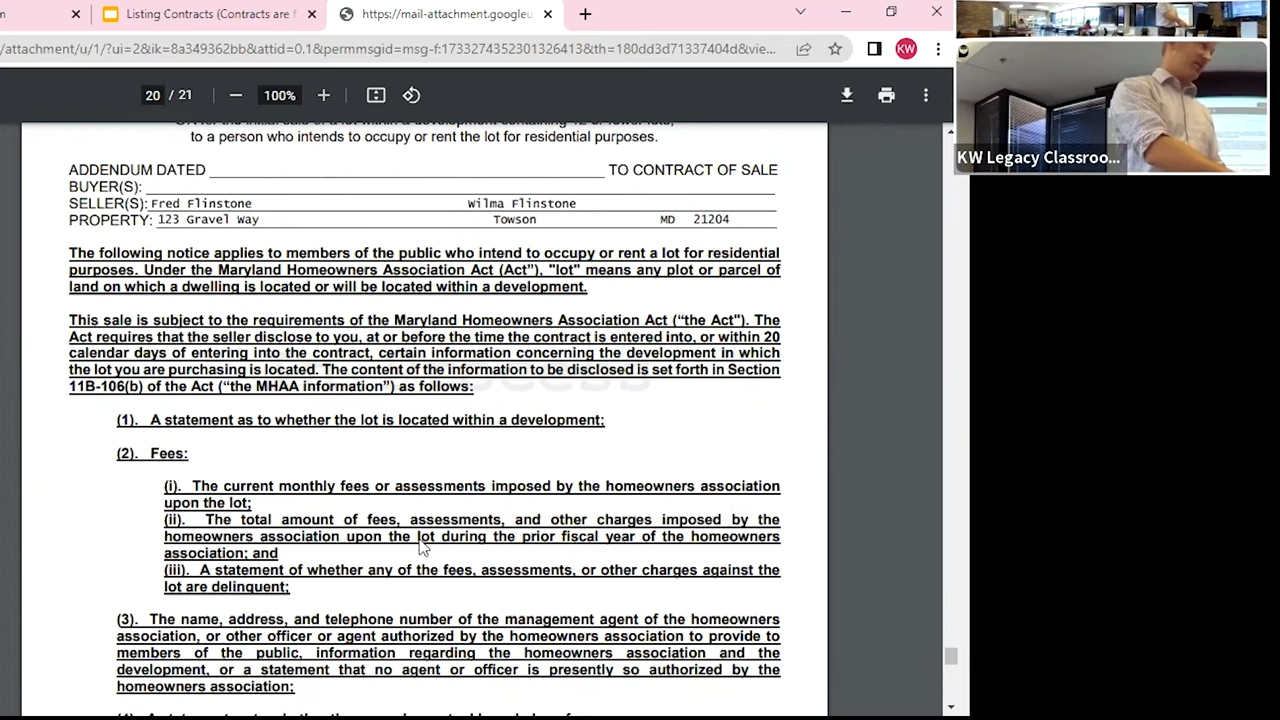 Listing Contracts (Contracts are f
https://mail-attachment.googleu
/attachment/u/1/?ui=2&ik=8a349362bb&attid=0.1&permmsgid=msg-f:1733274352301326413&th=180dd3d71337404d&vie...
KW
20 / 21
100%
to a person who intends to occupy or rent the lot for residential purposes.
ADDENDUM DATED TO CONTRACT OF SALE
BUYER(S):
SELLER(S): Fred Flinstone Wilma Flinstone
PROPERTY: 123 Gravel Way Towson MD 21204
The following notice applies to members of the public who intend to occupy or rent a lot for residential
purposes. Under the Maryland Homeowners Association Act (Act"), "lot" means any plot or parcel of
land on which a dwelling is located or will be located within a development.
This sale is subject to the requirements of the Maryland Homeowners Association Act ("the Act"). The
Act requires that the seller disclose to you, at or before the time the contract is entered into, or within 20
calendar days of entering into the contract, certain information concerning the development in which
the lot you are purchasing is located. The content of the information to be disclosed is set forth in Section
11B-106(b) of the Act ("the MHAA information") as follows:
(1). A statement as to whether the lot is located within a development;
(2). Fees:
(i). The current monthly fees or assessments imposed by the homeowners association
upon the lot;
(ii). The total amount of fees, assessments, and other charges imposed by the
homeowners association upon the lot during the prior fiscal year of the homeowners
association; and
(iii). A statement of whether any of the fees, assessments, or other charges against the
lot are delinquent;
(3). The name, address, and telephone number of the management agent of the homeowners
association, or other officer or agent authorized by the homeowners association to provide to
members of the public, information regarding the homeowners association and the
development, or a statement that no agent or officer is presently so authorized by the
homeowners association;
KW Legacy Classroo...